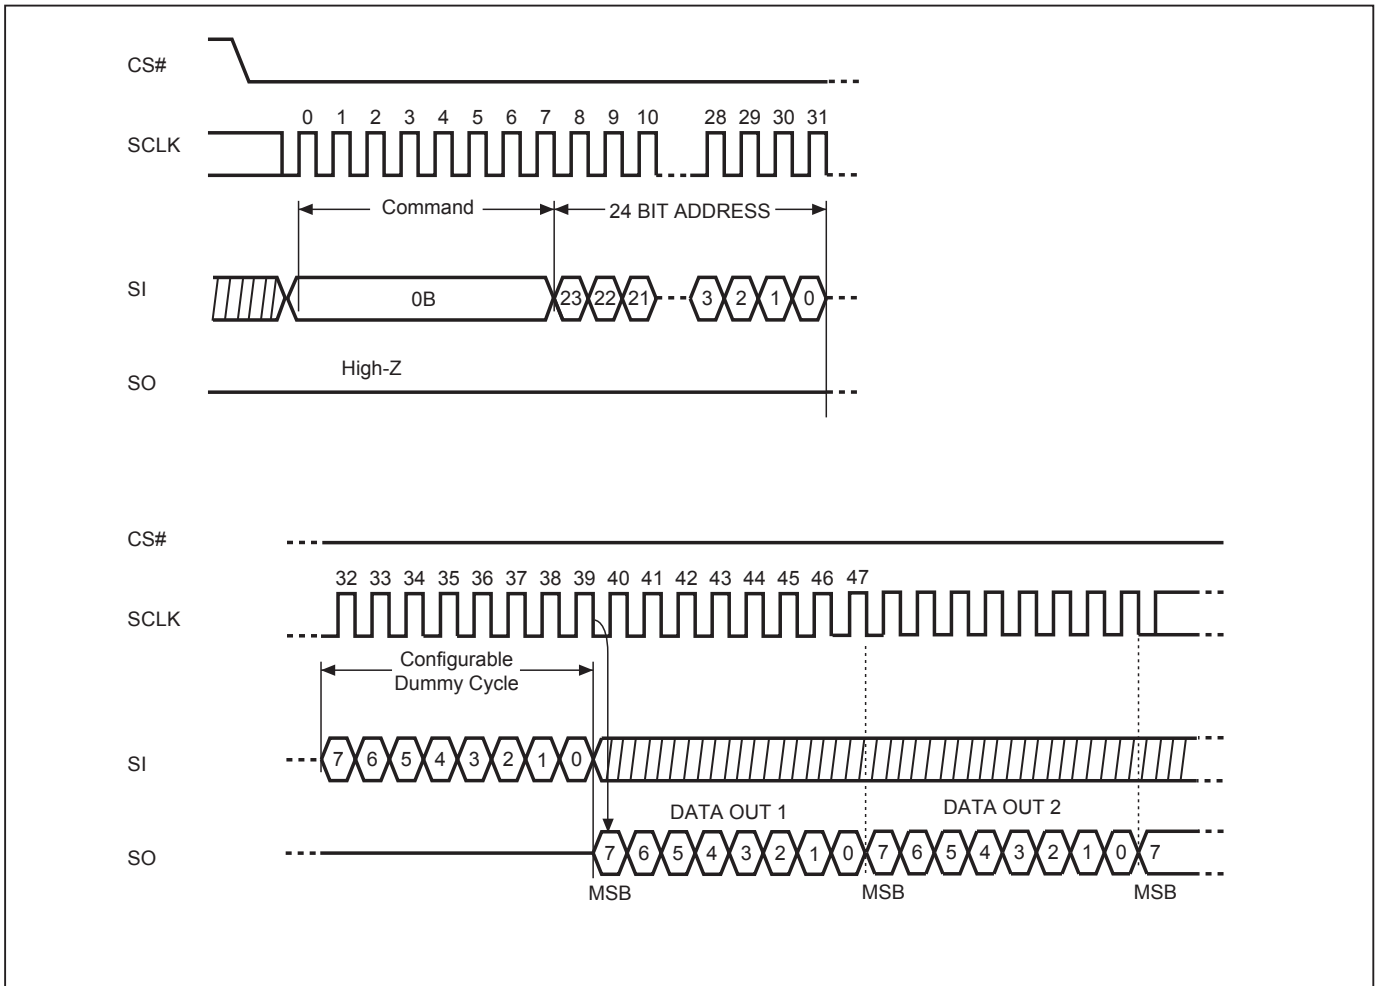 CS#
0 1 2 3 4 5 6 7 8 9 10 28 29 30 31
SCLK
Command 24 BIT ADDRESS
SI 0B 23 22 21 3 2 1 0
High-Z
SO
CS#
32 33 34 35 36 37 38 39 40 41 42 43 44 45 46 47
SCLK
Configurable
Dummy Cycle
SI 7 6 5 4 3 2 1 0
DATA OUT 1 DATA OUT 2
SO 7 6 5 4 3 2 1 0 7 6 5 4 3 2 1 0 7
MSB MSB MSB